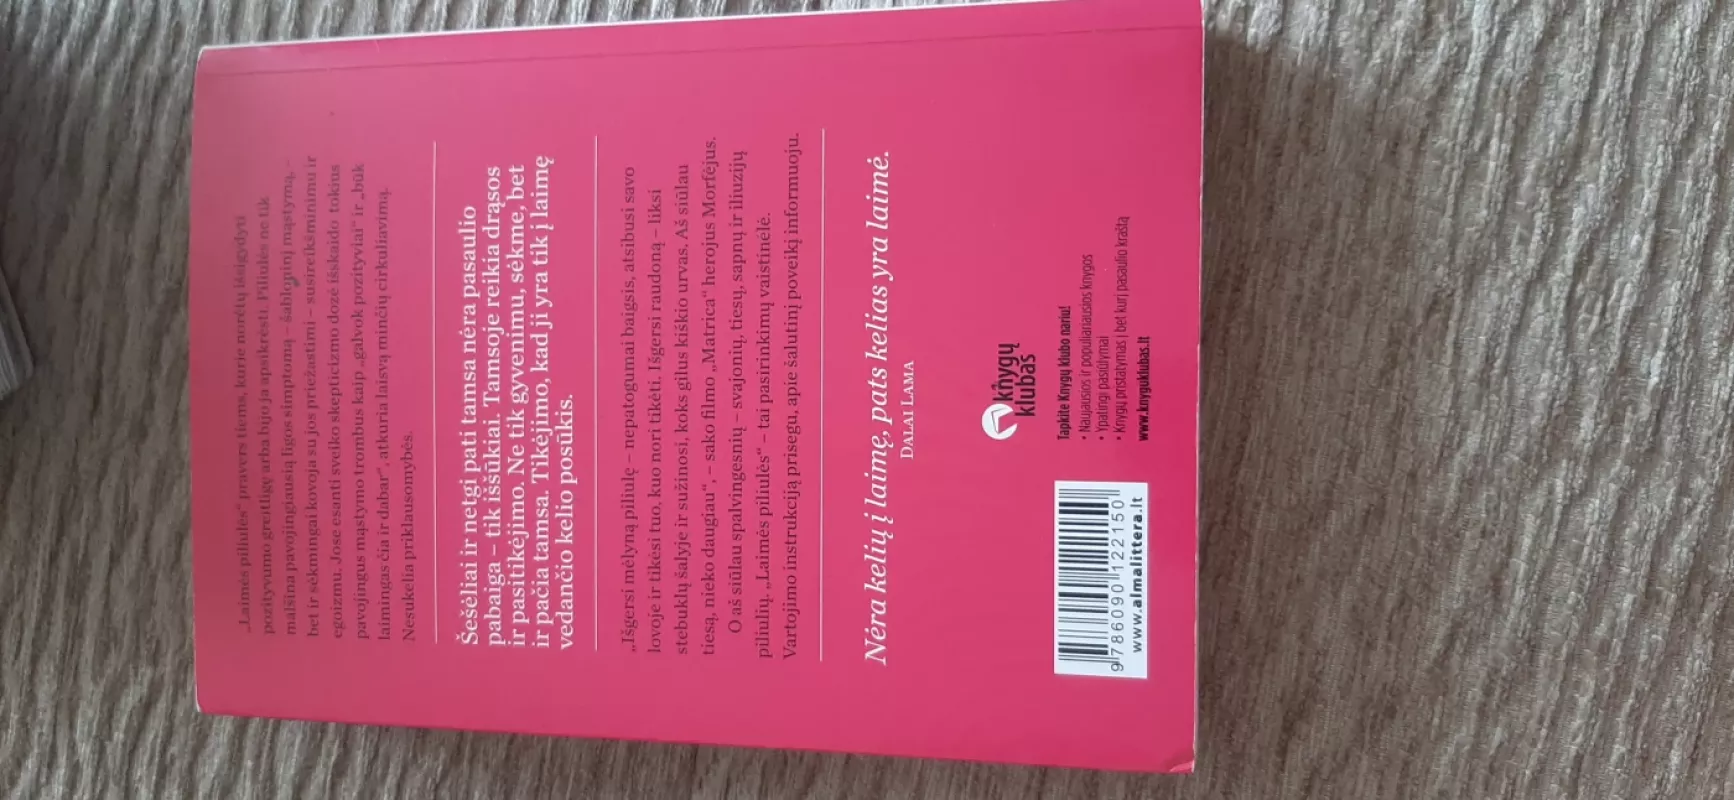 „Laimės piliulės“ pravers tiems, kurie norėtų išsigydyti
pozityvumo greitligę arba bijo ja apsikrėsti. Piliulės ne tik
malšina pavojingiausią ligos simptomą – šabloninį mąstymą, –
bet ir sėkmingai kovoja su jos priežastimi – susireikšminimu ir
egoizmu. Jose esanti sveiko skepticizmo dozė išskaido tokius
pavojingus mąstymo trombus kaip „galvok pozityviai“ ir „būk
laimingas čia ir dabar“, atkuria laisvą minčių cirkuliavimą.
Nesukelia priklausomybės.
Šešėliai ir netgi pati tamsa nėra pasaulio
pabaiga – tik iššūkiai. Tamsoje reikia drąsos
ir pasitikėjimo. Ne tik gyvenimu, sėkme, bet
ir pačia tamsa. Tikėjimo, kad ji yra tik į laimę
vedančio kelio posūkis.
„Išgersi mėlyną piliulę – nepatogumai baigsis, atsibusi savo
lovoje ir tikėsi tuo, kuo nori tikėti. Išgersi raudoną – liksi
stebuklų šalyje ir sužinosi, koks gilus kiškio urvas. Aš siūlau
tiesą, nieko daugiau“, – sako filmo „Matrica“ herojus Morfėjus.
O aš siūlau spalvingesnių – svajonių, tiesų, sapnų ir iliuzijų
piliulių. „Laimės piliulės“ – tai pasirinkimų vaistinėlė.
Vartojimo instrukciją prisegu, apie šalutinį poveikį informuoju.
Nėra kelių į laimę, pats kelias yra laimė.
DALAI LAMA
knygų
klubas
Tapkite Knygų klubo nariu!
• Naujausios ir populiariausios knygos
• Ypatingi pasiūlymai
• Knygų pristatymas į bet kurį pasaulio kraštą
www.knyguklubas.lt
9 786090 122150
www.almalittera.lt